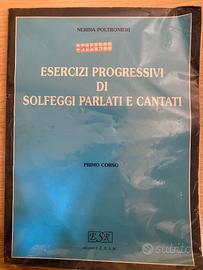 NERINA POLTRONIERI
ESERCIZI PROGRESSIVI
DI
SOLFEGGI PARLATI E CANTATI
PRIMO CORSO
subito